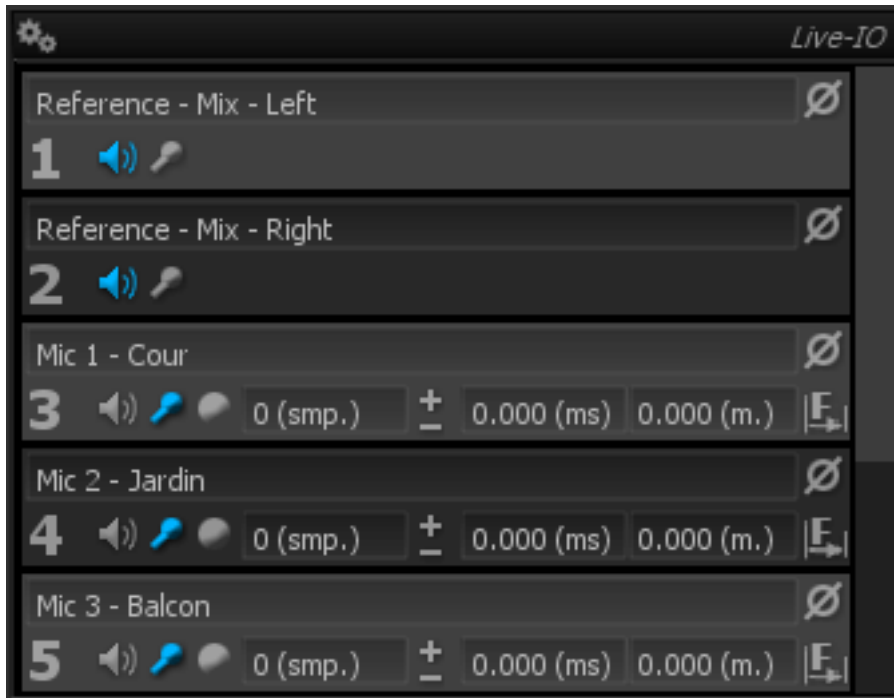 Live-IO
Reference - Mix - Left
1
Reference - Mix - Right
2
Mic 1 - Cour
3 0 (smp.) 0.000 (ms) 0.000 (m.) F
Mic 2 - Jardin
4 0 (smp.) 0.000 (ms) 0.000 (m.) F
Mic 3 - Balcon
5 0 (smp.) 0.000 (ms) 0.000 (m.) F